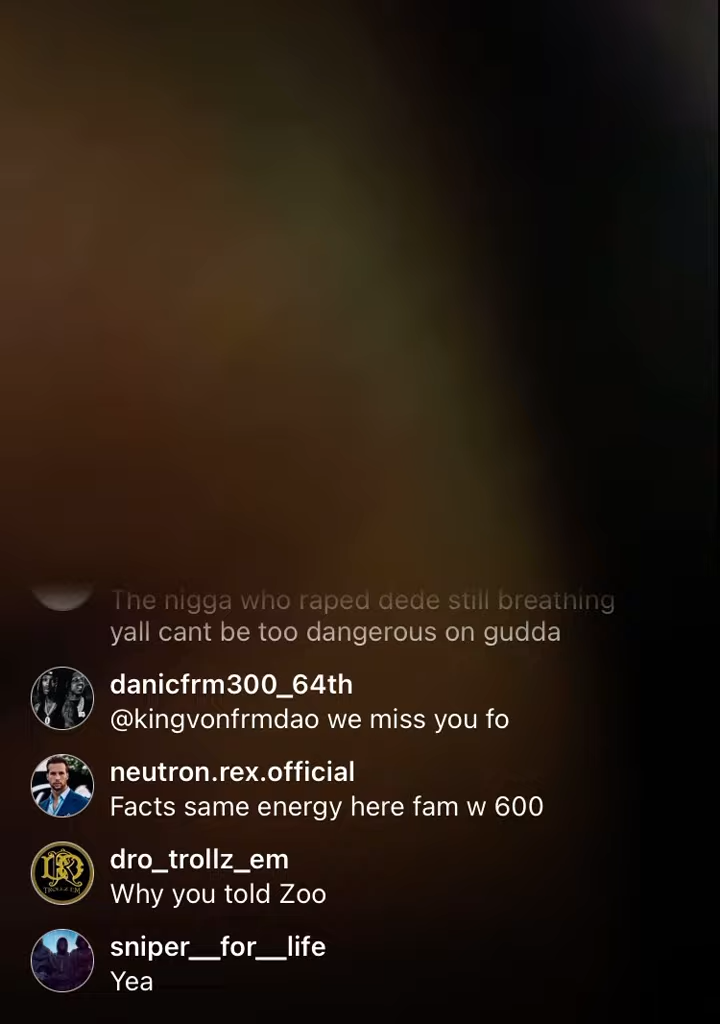 The nigga who raped dede still breathing
yall cant be too dangerous on gudda
danicfrm300_64th
@kingvonfrmdao we miss you fo
neutron.rex.official
Facts same energy here fam w 600
dro_trollz_em
Why you told Zoo
sniper__for__life
Yea